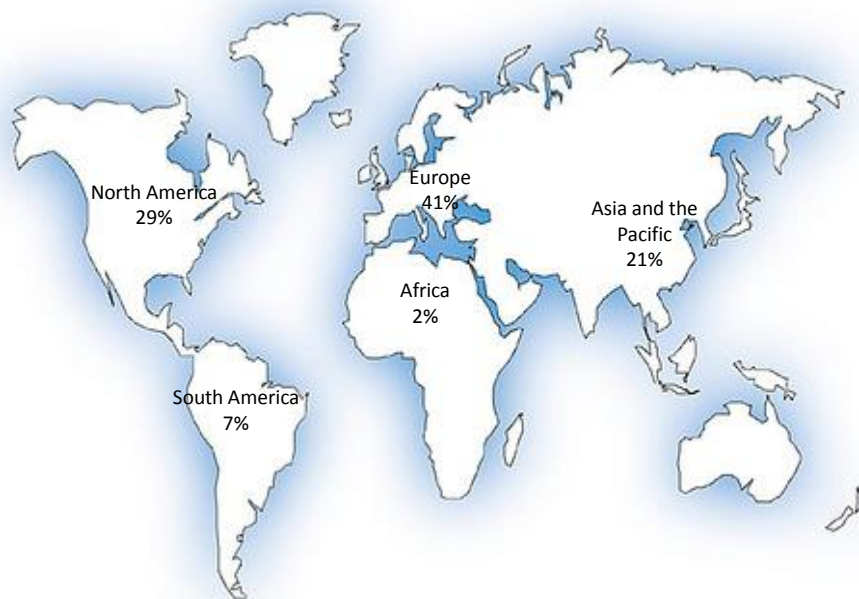 North America
29%
Europe
41%
Asia and the
Pacific
21%
Africa
2%
South America
7%